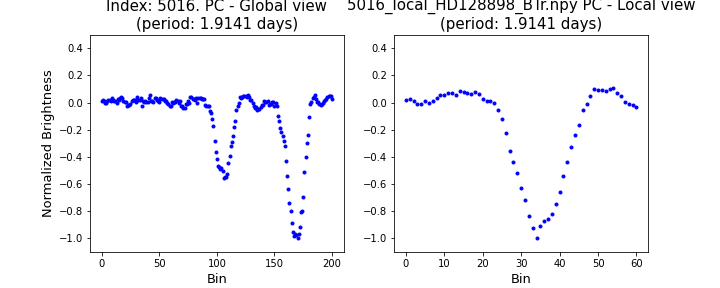 Index: 5016. PC - Global view
(period: 1.9141 days)
5016_local_HD128898_BTr.npy PC - Local view
(period: 1.9141 days)
Normalized Brightness
0.4
0.2
0.0
−0.2
−0.4
−0.6
−0.8
−1.0
0 50 100 150 200
Bin
0.4
0.2
0.0
−0.2
−0.4
−0.6
−0.8
−1.0
0 10 20 30 40 50 60
Bin